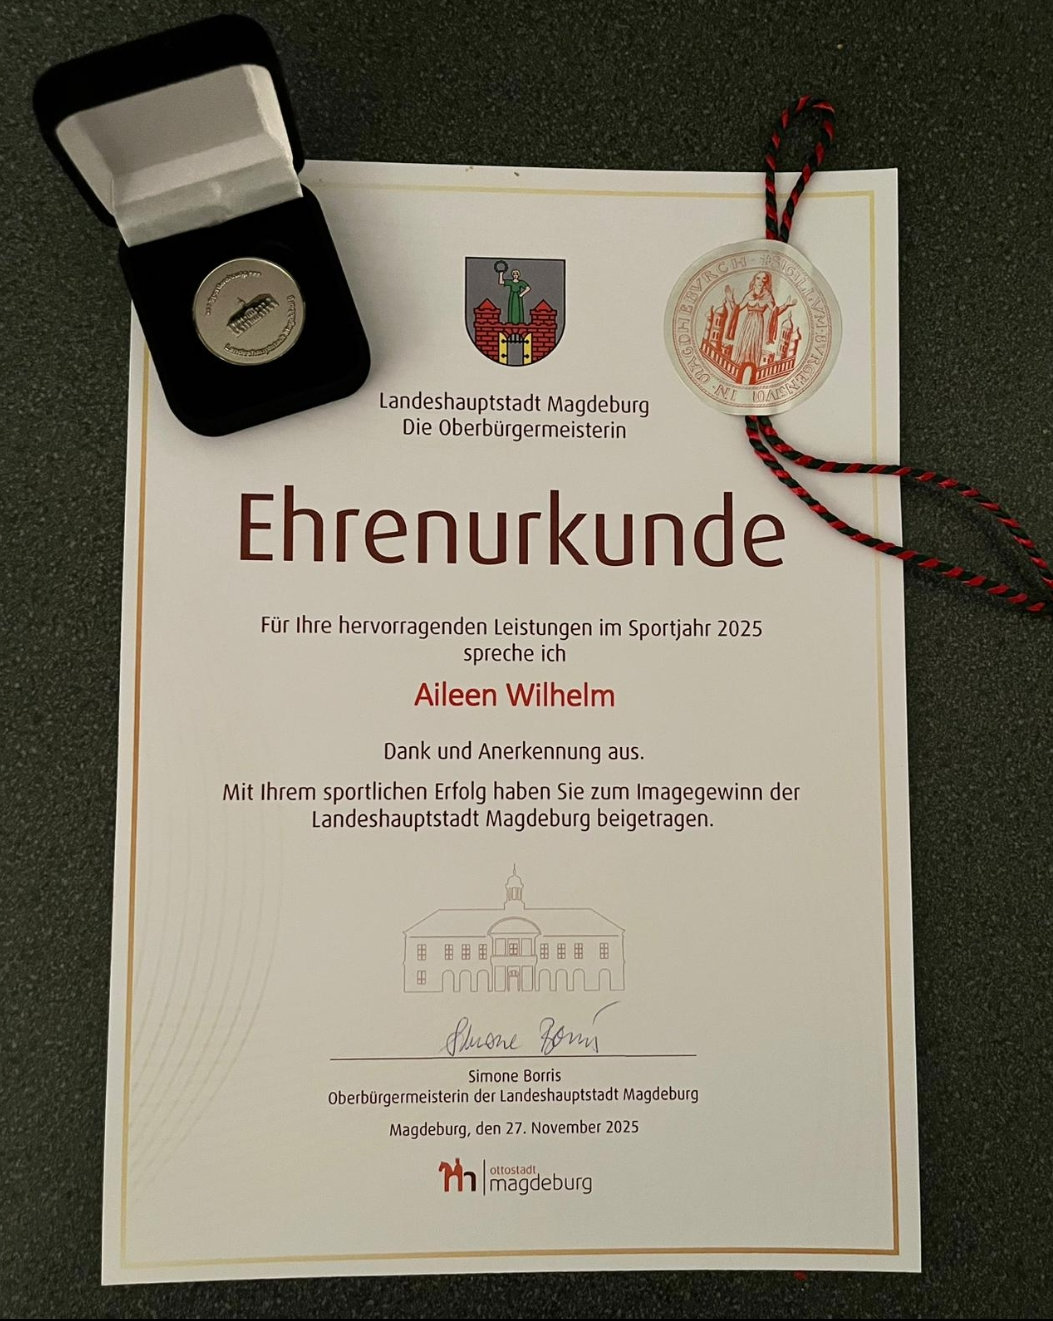 Landeshauptstadt Magdeburg
Die Oberbürgermeisterin
Ehrenurkunde
Für Ihre hervorragenden Leistungen im Sportjahr 2025
spreche ich
Aileen Wilhelm
Dank und Anerkennung aus.
Mit Ihrem sportlichen Erfolg haben Sie zum Imagegewinn der
Landeshauptstadt Magdeburg beigetragen.
Simone Borris
Simone Borris
Oberbürgermeisterin der Landeshauptstadt Magdeburg
Magdeburg, den 27. November 2025
ottostadt
magdeburg